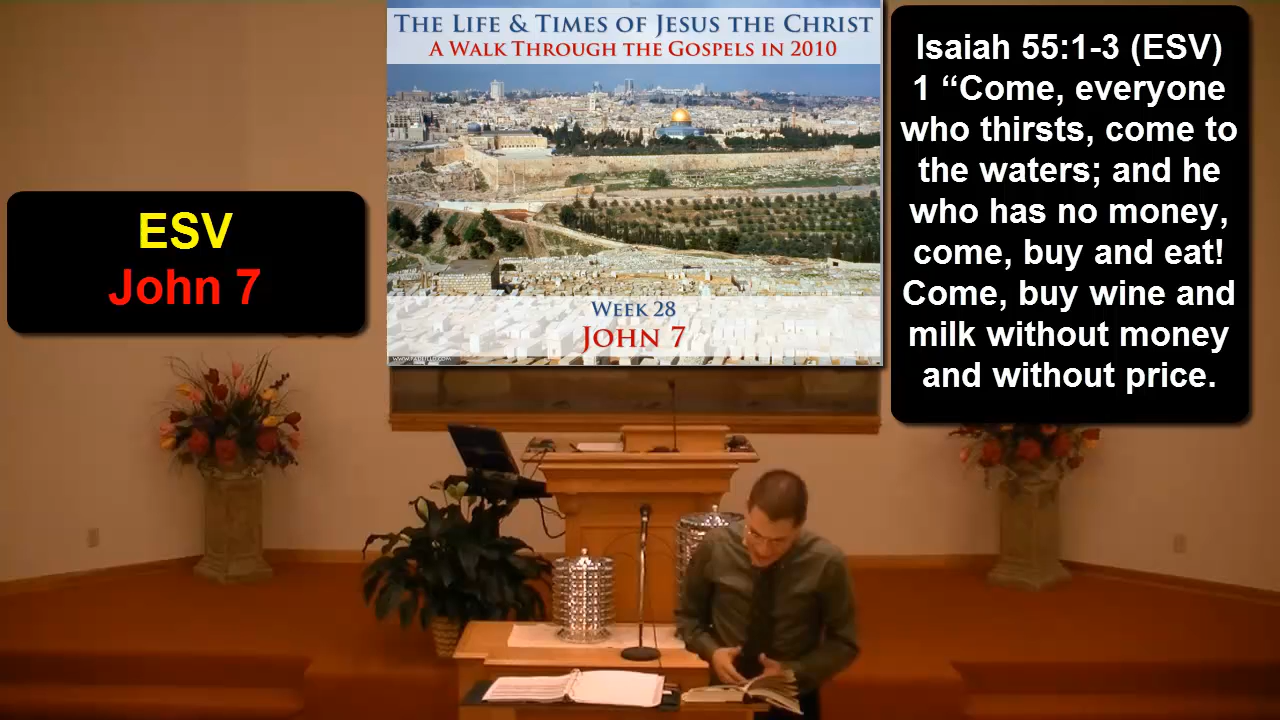 THE LIFE & TIMES OF JESUS THE CHRIST
A WALK THROUGH THE GOSPELS IN 2010
WEEK 28
JOHN 7
ESV
John 7
Isaiah 55:1-3 (ESV)
1 “Come, everyone
who thirsts, come to
the waters; and he
who has no money,
come, buy and eat!
Come, buy wine and
milk without money
and without price.